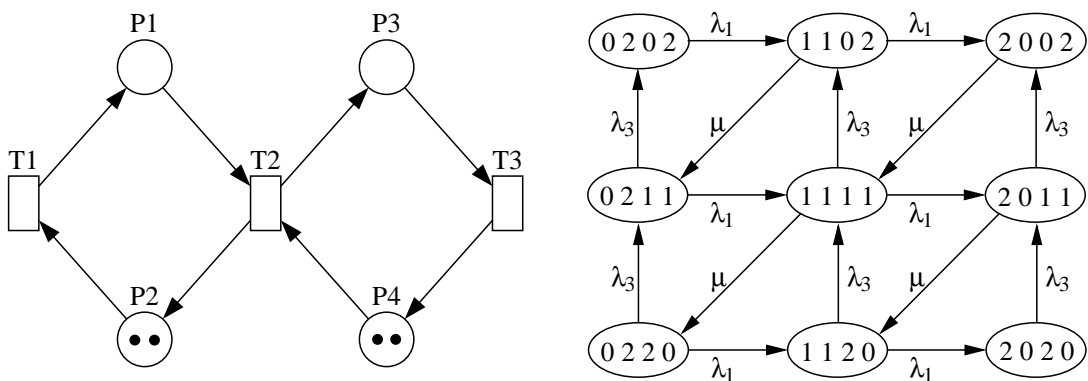 P1 P3
T1 T2 T3
P2 P4
0 2 0 2 λ1 1 1 0 2 λ1 2 0 0 2
λ3 μ λ3 μ λ3
0 2 1 1 λ1 1 1 1 1 λ1 2 0 1 1
λ3 μ λ3 μ λ3
0 2 2 0 λ1 1 1 2 0 λ1 2 0 2 0